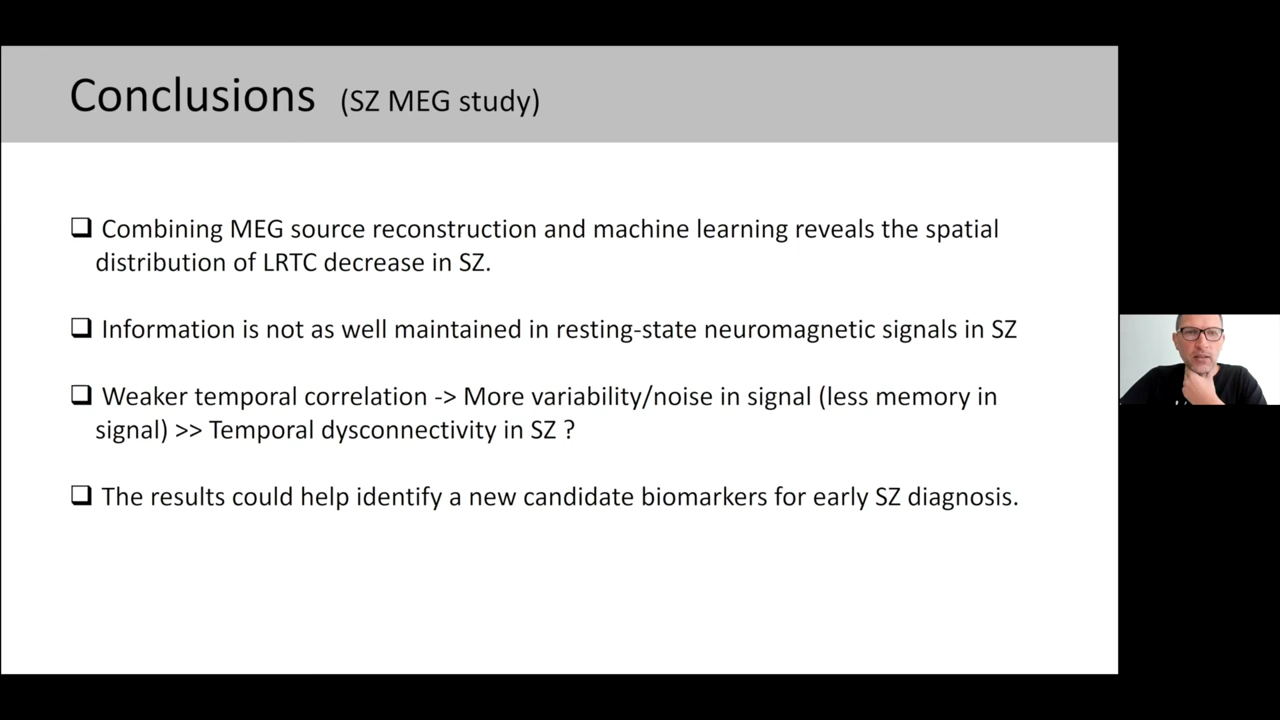 Conclusions (SZ MEG study)
❑ Combining MEG source reconstruction and machine learning reveals the spatial
distribution of LRTC decrease in SZ.
❑ Information is not as well maintained in resting-state neuromagnetic signals in SZ
❑ Weaker temporal correlation -> More variability/noise in signal (less memory in
signal) >> Temporal dysconnectivity in SZ ?
❑ The results could help identify a new candidate biomarkers for early SZ diagnosis.